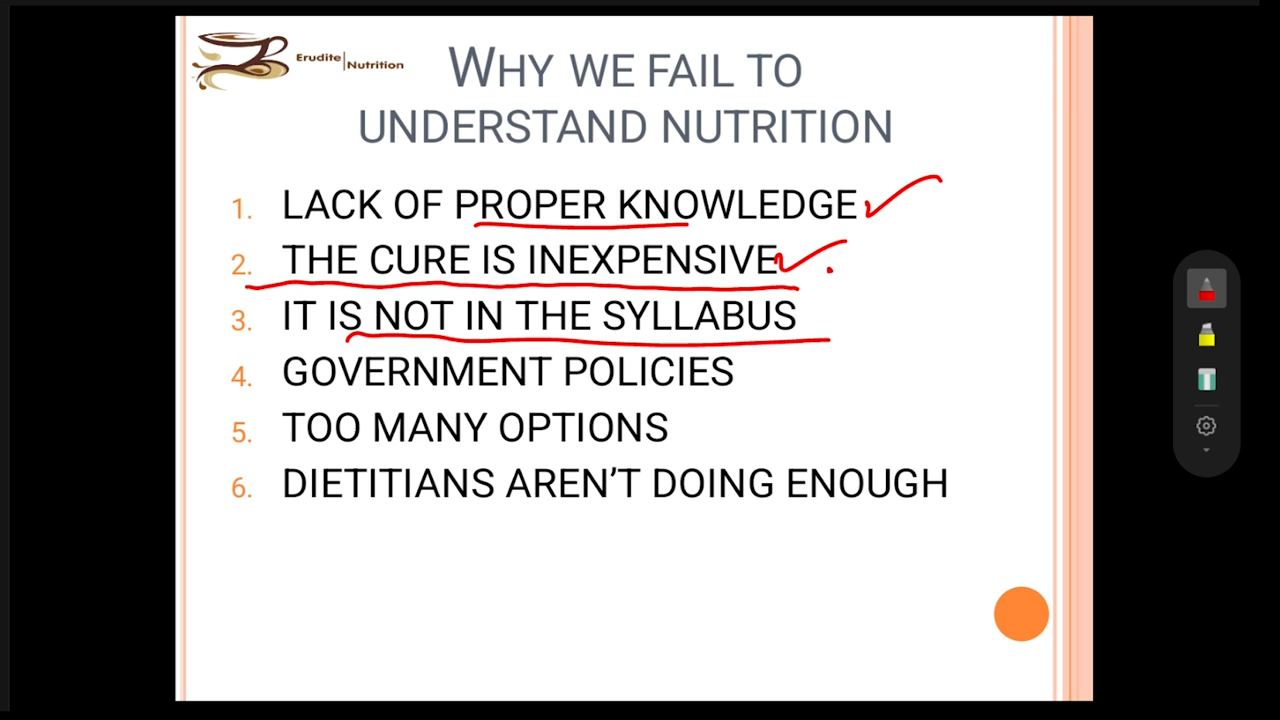 Erudite Nutrition
WHY WE FAIL TO
UNDERSTAND NUTRITION
1. LACK OF PROPER KNOWLEDGE
2. THE CURE IS INEXPENSIVE
3. IT IS NOT IN THE SYLLABUS
4. GOVERNMENT POLICIES
5. TOO MANY OPTIONS
6. DIETITIANS AREN’T DOING ENOUGH